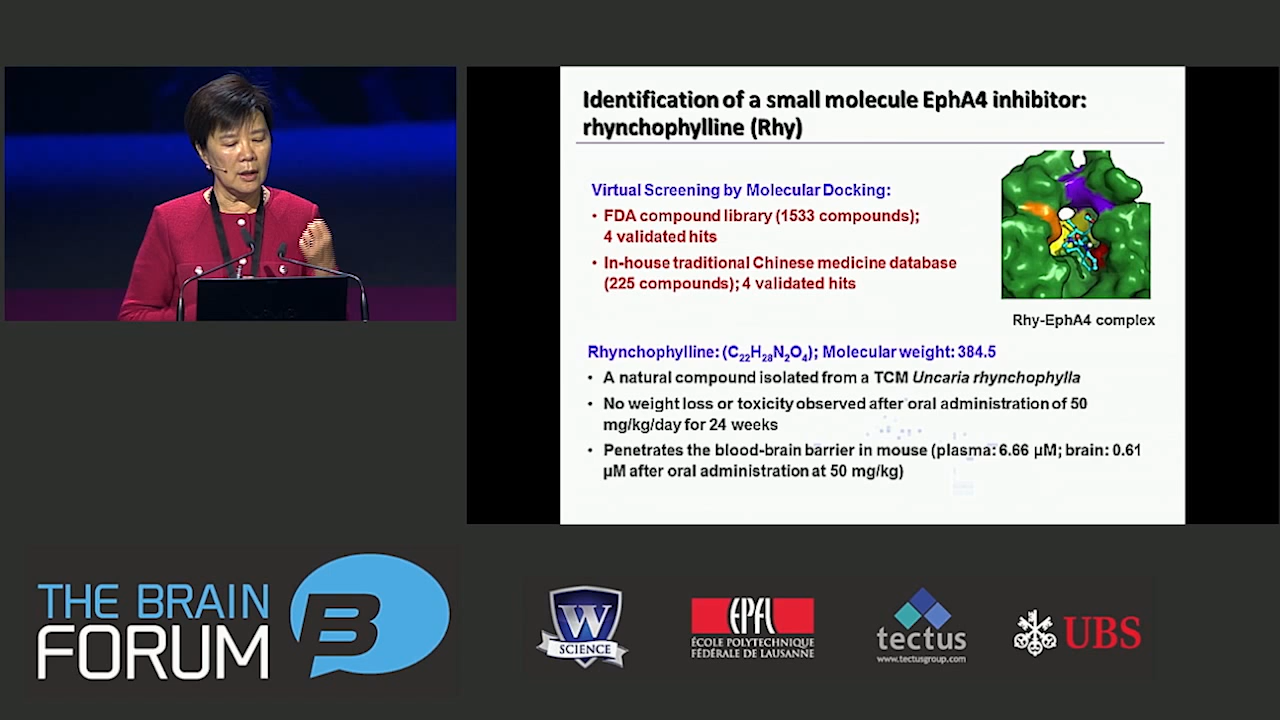 Identification of a small molecule EphA4 inhibitor:
rhynchophylline (Rhy)
Virtual Screening by Molecular Docking:
• FDA compound library (1533 compounds);
4 validated hits
• In-house traditional Chinese medicine database
(225 compounds); 4 validated hits
Rhy-EphA4 complex
Rhynchophylline: (C₂₂H₂₈N₂O₄); Molecular weight: 384.5
• A natural compound isolated from a TCM Uncaria rhynchophylla
• No weight loss or toxicity observed after oral administration of 50
mg/kg/day for 24 weeks
• Penetrates the blood-brain barrier in mouse (plasma: 6.66 µM; brain: 0.61
µM after oral administration at 50 mg/kg)
THE BRAIN
FORUM
B
W
SCIENCE
EPFL
ÉCOLE POLYTECHNIQUE
FÉDÉRALE DE LAUSANNE
tectus
www.tectusgroup.com
UBS